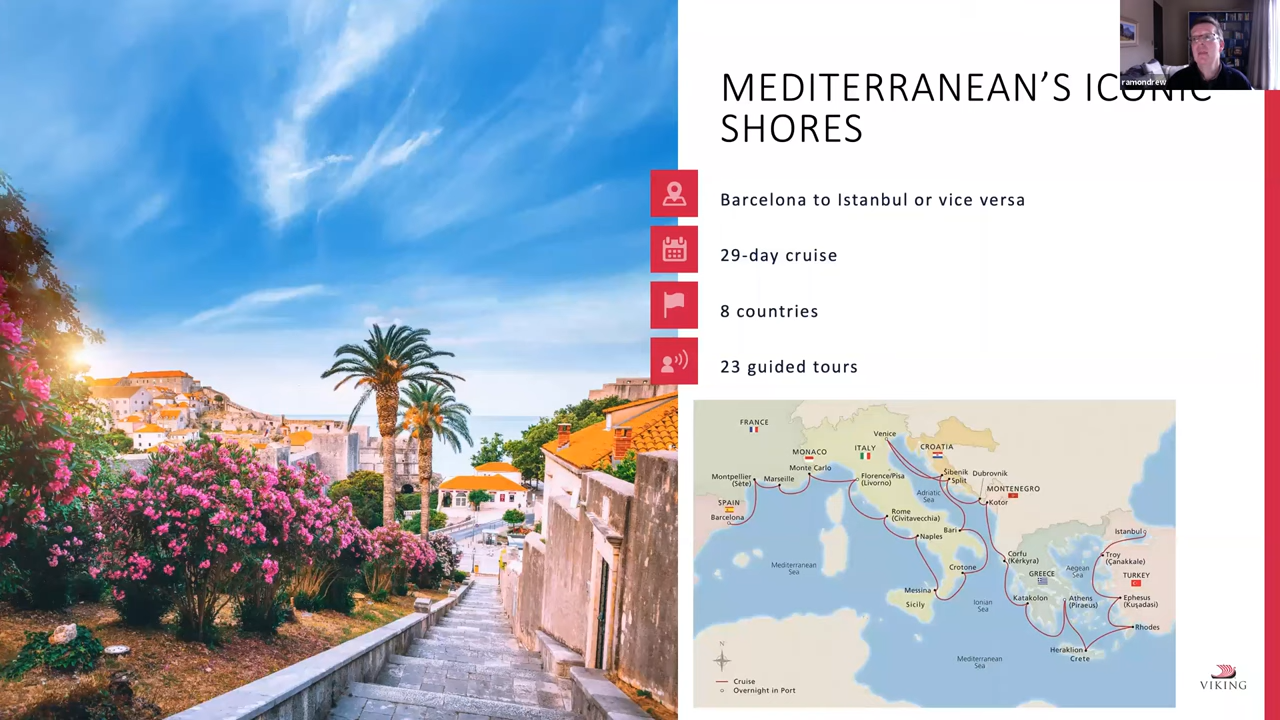 ramondrew
MEDITERRANEAN'S ICONIC
SHORES
Barcelona to Istanbul or vice versa
29-day cruise
8 countries
23 guided tours
FRANCE
MONACO
Monte Carlo
ITALY
Venice
CROATIA
Šibenik
Split
Dubrovnik
MONTENEGRO
Kotor
Montpellier
(Sète)
Marseille
Florence/Pisa
(Livorno)
Adriatic
Sea
SPAIN
Barcelona
Rome
(Civitavecchia)
Bari
Naples
Istanbul
Mediterranean
Sea
Crotone
Corfu
(Kérkyra)
GREECE
Aegean
Sea
Troy
(Çanakkale)
TURKEY
Messina
Sicily
Ionian
Sea
Katakolon
Athens
(Piraeus)
Ephesus
(Kuşadasi)
Rhodes
Heraklion
Crete
Mediterranean
Sea
N
Cruise
Overnight in Port
VIKING